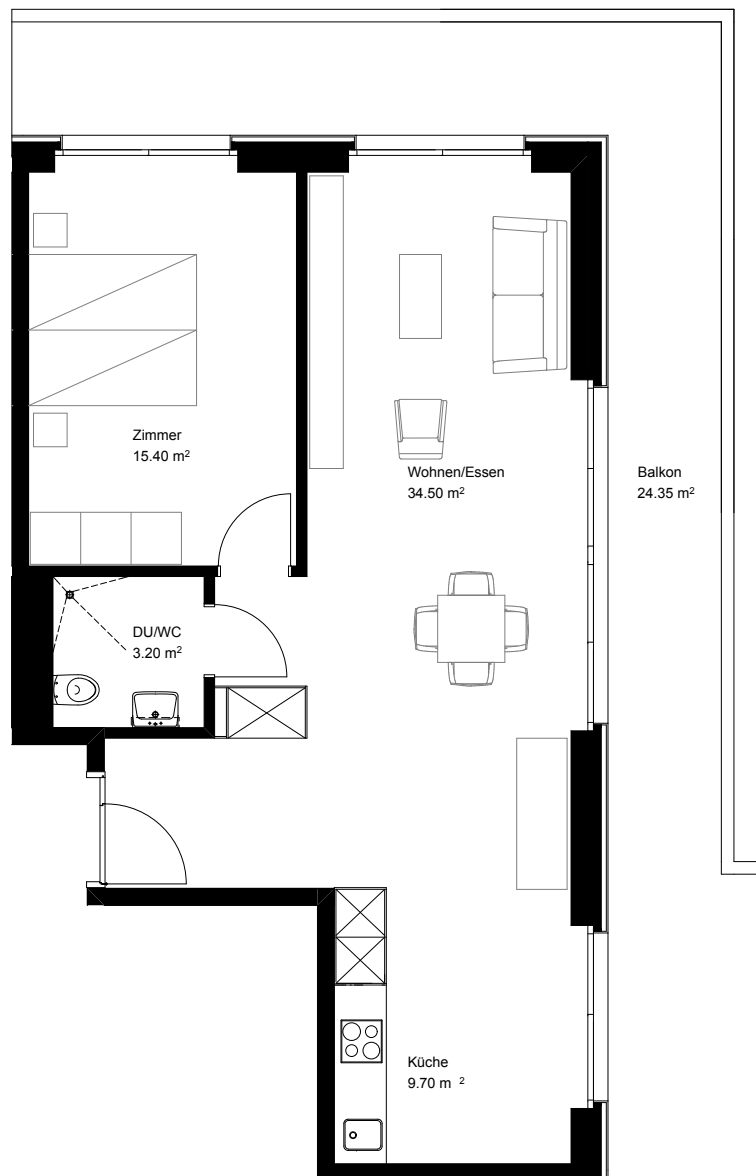 Zimmer
15.40 m²
Wohnen/Essen
34.50 m²
Balkon
24.35 m²
DU/WC
3.20 m²
Küche
9.70 m ²